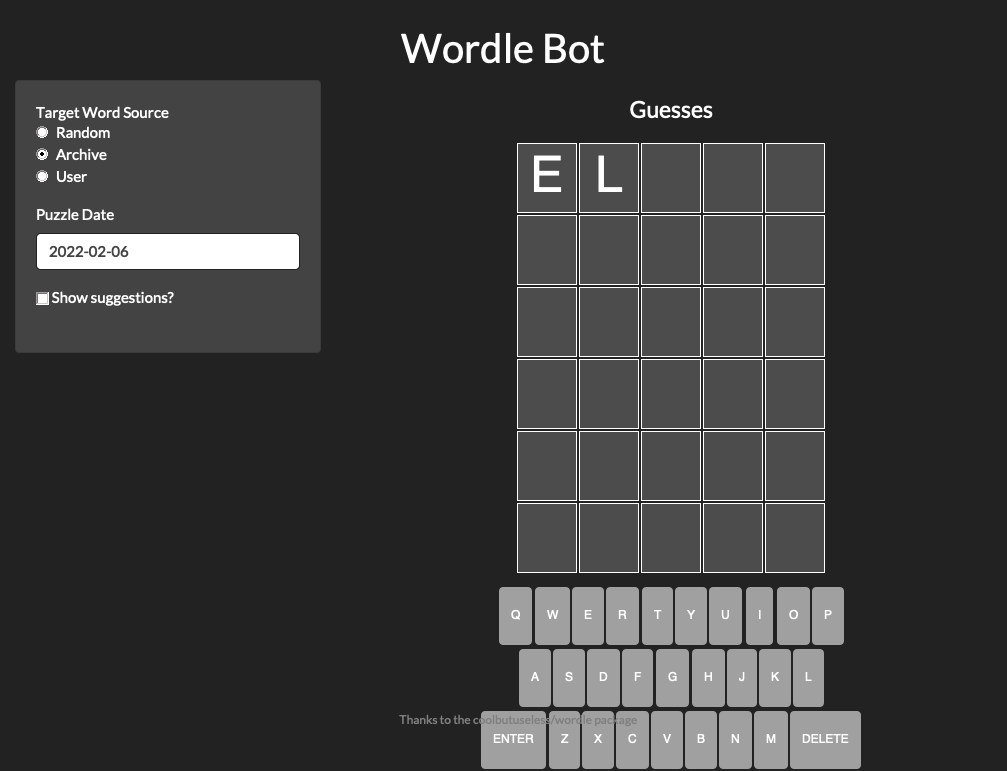 Wordle Bot
Target Word Source
Random
Archive
User
Puzzle Date
2022-02-06
Show suggestions?
Guesses
E L
Q W E R T Y U I O P
A S D F G H J K L
Thanks to the coolbutuseless/wordle package
ENTER Z X C V B N M DELETE